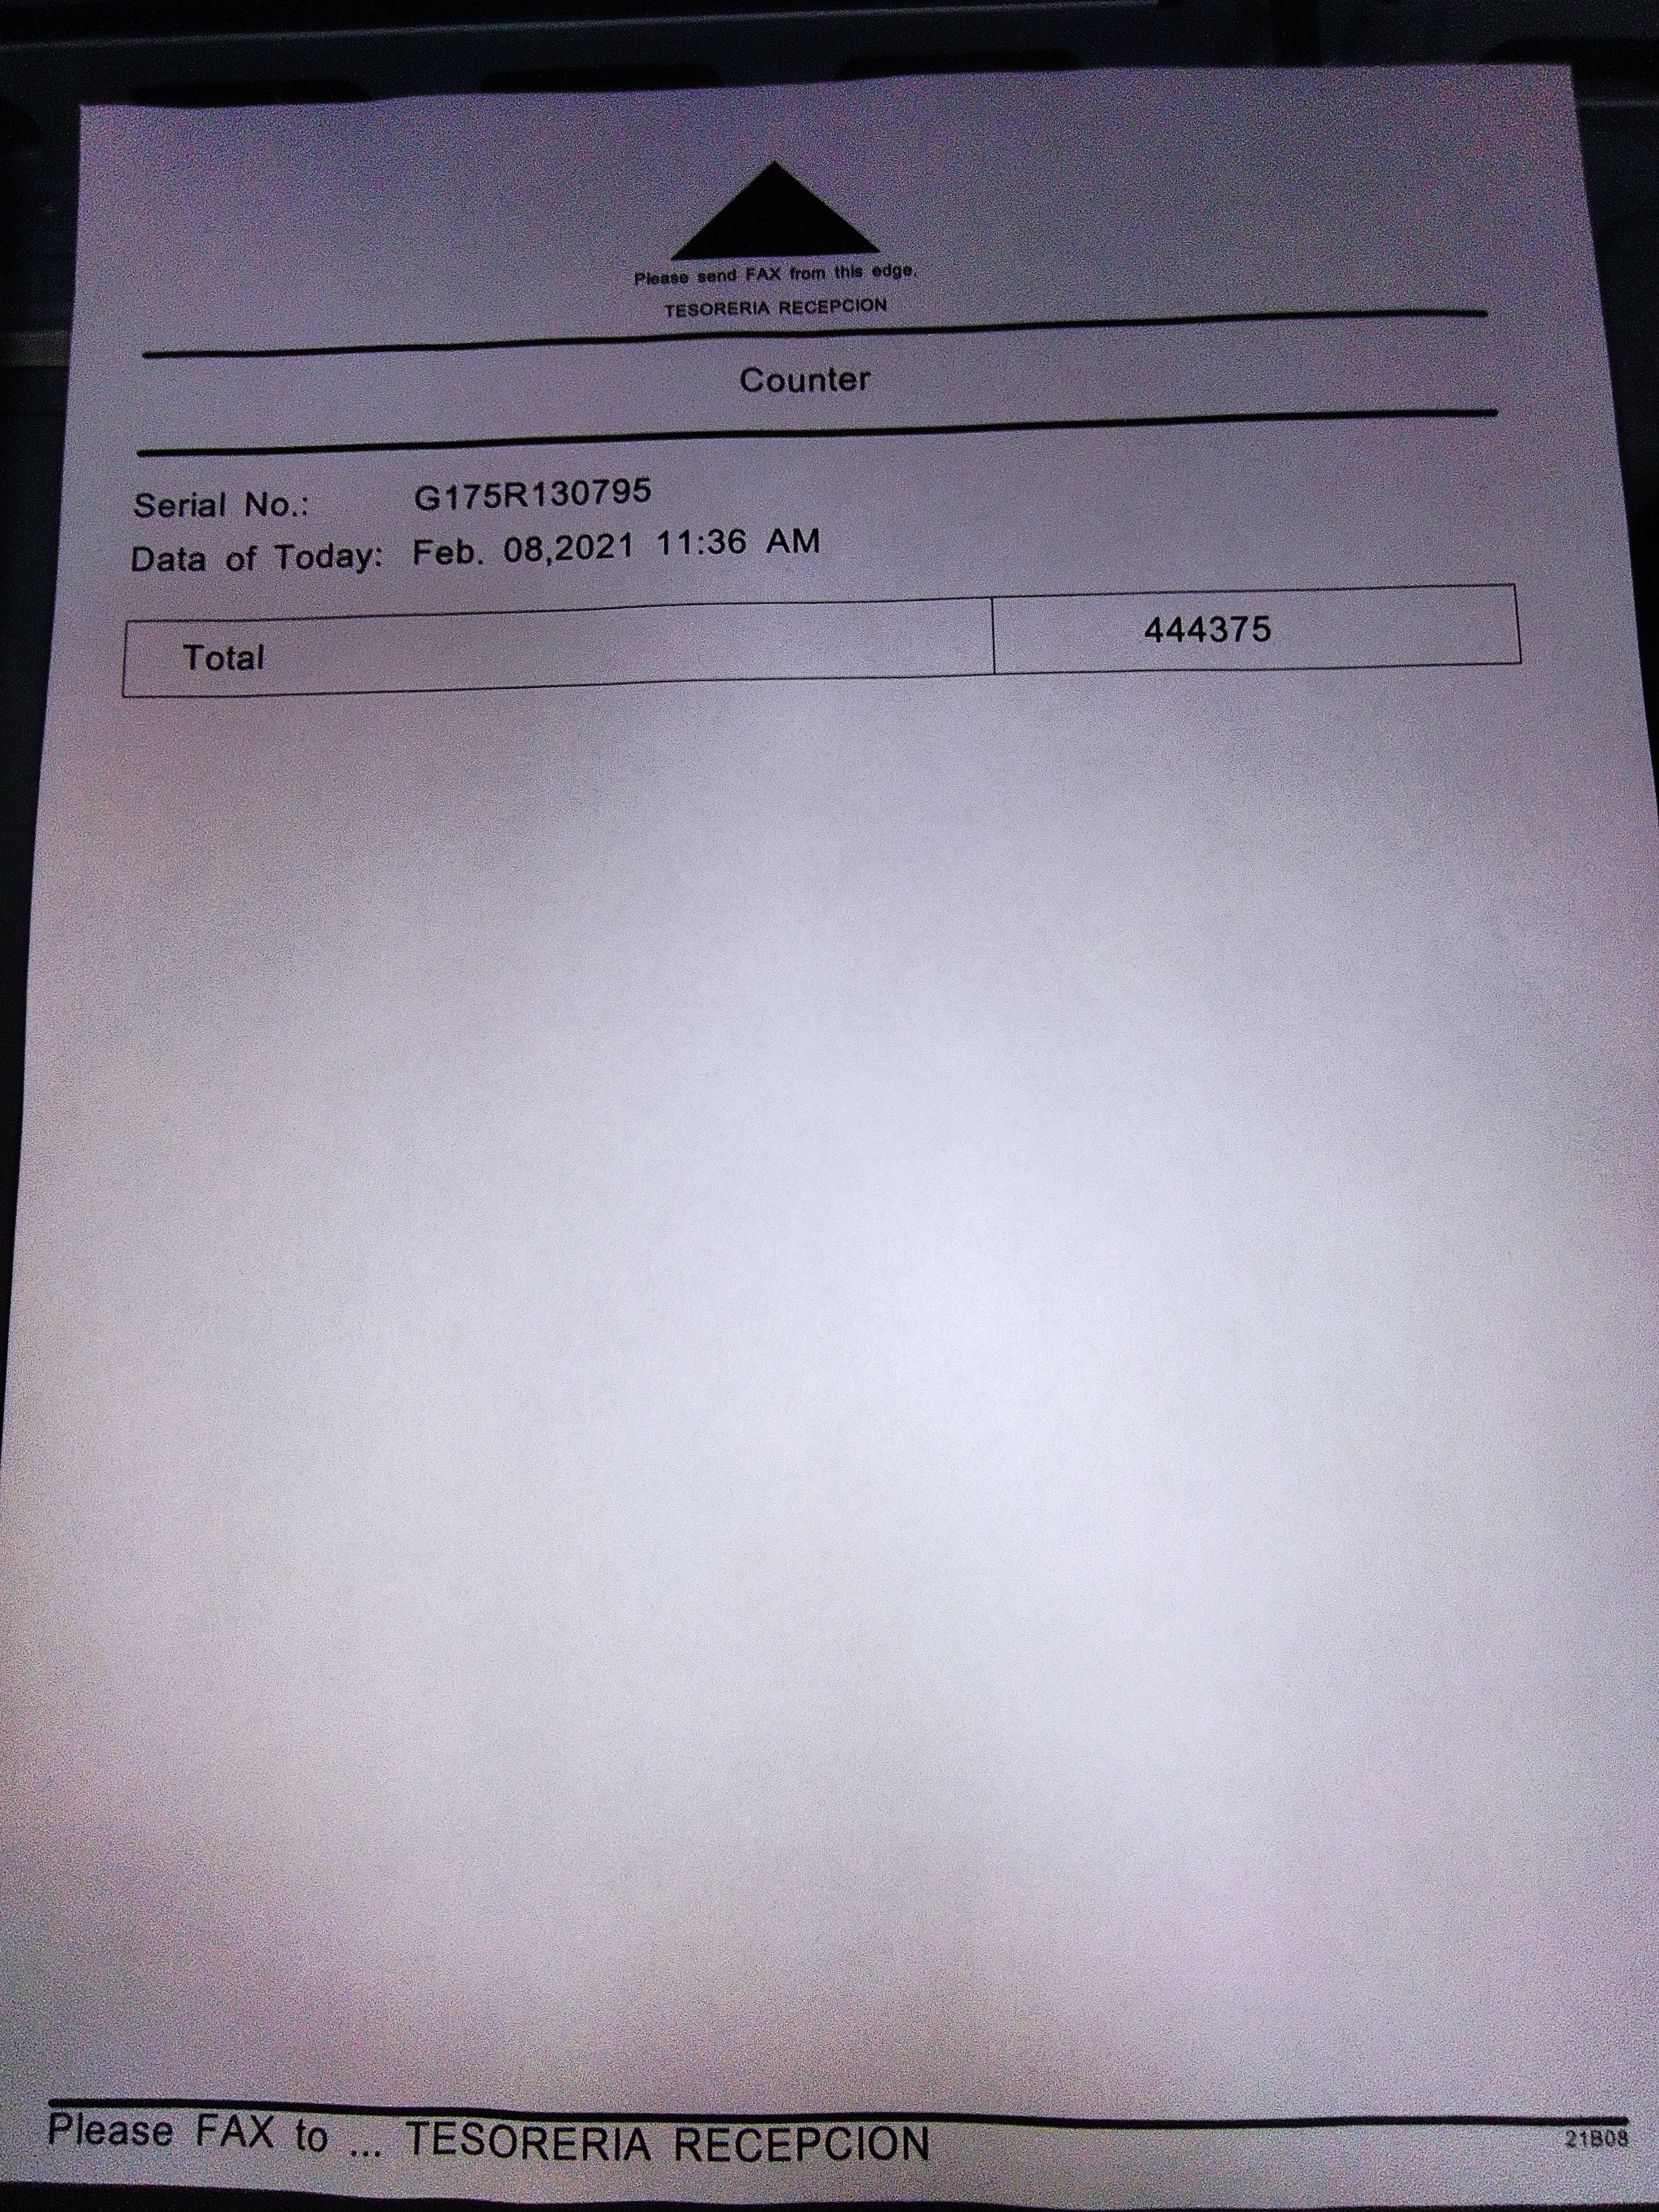 Please send FAX from this edge.
TESORERIA RECEPCION
Counter
Serial No.: G175R130795
Data of Today: Feb. 08,2021 11:36 AM
Total 444375
Please FAX to ... TESORERIA RECEPCION
21B08